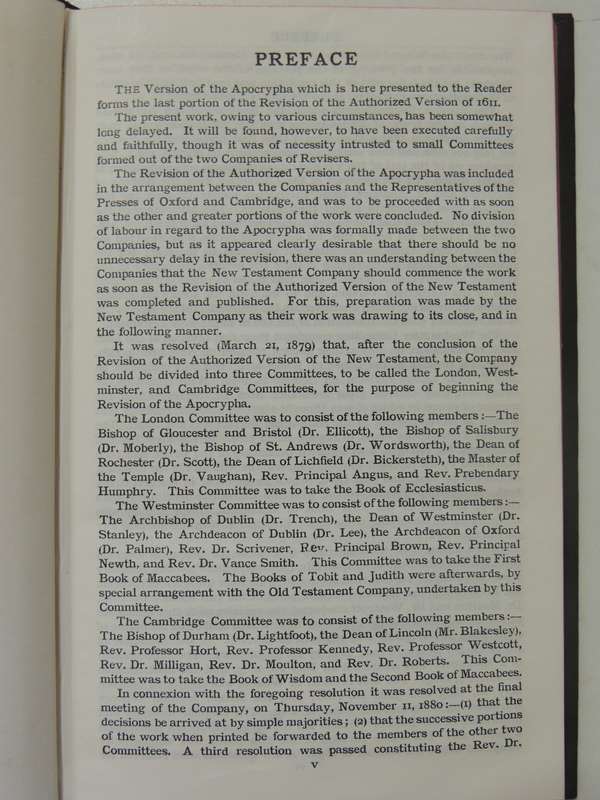 PREFACE
THE Version of the Apocrypha which is here presented to the Reader
forms the last portion of the Revision of the Authorized Version of 1611.
The present work, owing to various circumstances, has been somewhat
long delayed. It will be found, however, to have been executed carefully
and faithfully, though it was of necessity intrusted to small Committees
formed out of the two Companies of Revisers.
The Revision of the Authorized Version of the Apocrypha was included
in the arrangement between the Companies and the Representatives of the
Presses of Oxford and Cambridge, and was to be proceeded with as soon
as the other and greater portions of the work were concluded. No division
of labour in regard to the Apocrypha was formally made between the two
Companies, but as it appeared clearly desirable that there should be no
unnecessary delay in the revision, there was an understanding between the
Companies that the New Testament Company should commence the work
as soon as the Revision of the Authorized Version of the New Testament
was completed and published. For this, preparation was made by the
New Testament Company as their work was drawing to its close, and in
the following manner.
It was resolved (March 21, 1879) that, after the conclusion of the
Revision of the Authorized Version of the New Testament, the Company
should be divided into three Committees, to be called the London, West-
minster, and Cambridge Committees, for the purpose of beginning the
Revision of the Apocrypha.
The London Committee was to consist of the following members:—The
Bishop of Gloucester and Bristol (Dr. Ellicott), the Bishop of Salisbury
(Dr. Moberly), the Bishop of St. Andrews (Dr. Wordsworth), the Dean of
Rochester (Dr. Scott), the Dean of Lichfield (Dr. Bickersteth), the Master of
the Temple (Dr. Vaughan), Rev. Principal Angus, and Rev. Prebendary
Humphry. This Committee was to take the Book of Ecclesiasticus.
The Westminster Committee was to consist of the following members:—
The Archbishop of Dublin (Dr. Trench), the Dean of Westminster (Dr.
Stanley), the Archdeacon of Dublin (Dr. Lee), the Archdeacon of Oxford
(Dr. Palmer), Rev. Dr. Scrivener, Rev. Principal Brown, Rev. Principal
Newth, and Rev. Dr. Vance Smith. This Committee was to take the First
Book of Maccabees. The Books of Tobit and Judith were afterwards, by
special arrangement with the Old Testament Company, undertaken by this
Committee.
The Cambridge Committee was to consist of the following members:—
The Bishop of Durham (Dr. Lightfoot), the Dean of Lincoln (Mr. Blakesley),
Rev. Professor Hort, Rev. Professor Kennedy, Rev. Professor Westcott,
Rev. Dr. Milligan, Rev. Dr. Moulton, and Rev. Dr. Roberts. This Com-
mittee was to take the Book of Wisdom and the Second Book of Maccabees.
In connexion with the foregoing resolution it was resolved at the final
meeting of the Company, on Thursday, November 11, 1880:—(1) that the
decisions be arrived at by simple majorities; (2) that the successive portions
of the work when printed be forwarded to the members of the other two
Committees. A third resolution was passed constituting the Rev. Dr.
v